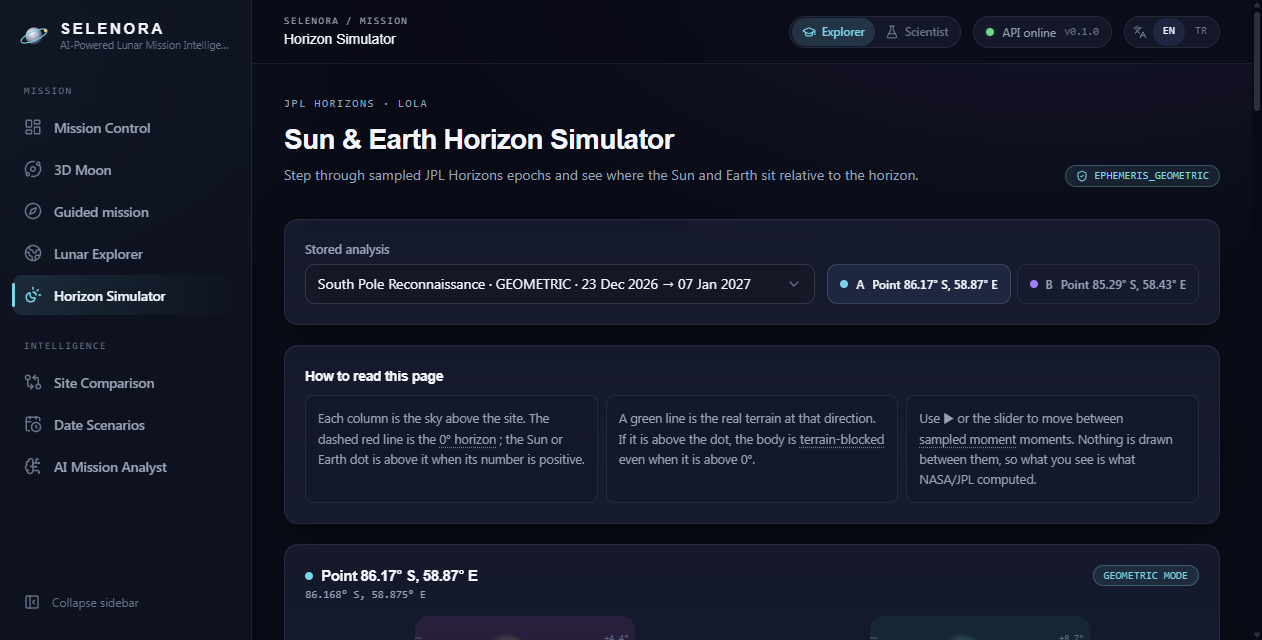 SELENORA
AI-Powered Lunar Mission Intellige...
MISSION
Mission Control
3D Moon
Guided mission
Lunar Explorer
Horizon Simulator
INTELLIGENCE
Site Comparison
Date Scenarios
AI Mission Analyst
Collapse sidebar
SELENORA / MISSION
Horizon Simulator
Explorer
Scientist
API online v0.1.0
EN
TR
JPL HORIZONS · LOLA
Sun & Earth Horizon Simulator
Step through sampled JPL Horizons epochs and see where the Sun and Earth sit relative to the horizon.
EPHEMERIS_GEOMETRIC
Stored analysis
South Pole Reconnaissance · GEOMETRIC · 23 Dec 2026 → 07 Jan 2027
A Point 86.17° S, 58.87° E
B Point 85.29° S, 58.43° E
How to read this page
Each column is the sky above the site. The
dashed red line is the 0° horizon ; the Sun or
Earth dot is above it when its number is positive.
A green line is the real terrain at that direction.
If it is above the dot, the body is terrain-blocked
even when it is above 0°.
Use ▶ or the slider to move between
sampled moment moments. Nothing is drawn
between them, so what you see is what
NASA/JPL computed.
Point 86.17° S, 58.87° E
86.168° S, 58.875° E
GEOMETRIC MODE
+4.4°
+8.7°